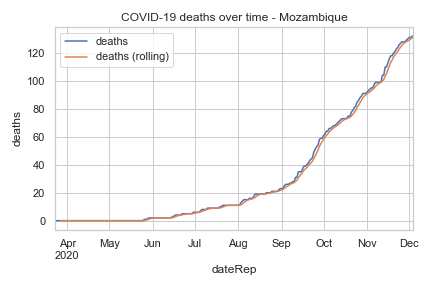 COVID-19 deaths over time - Mozambique
deaths
deaths (rolling)
deaths
120
100
80
60
40
20
0
Apr May Jun Jul Aug Sep Oct Nov Dec
2020
dateRep